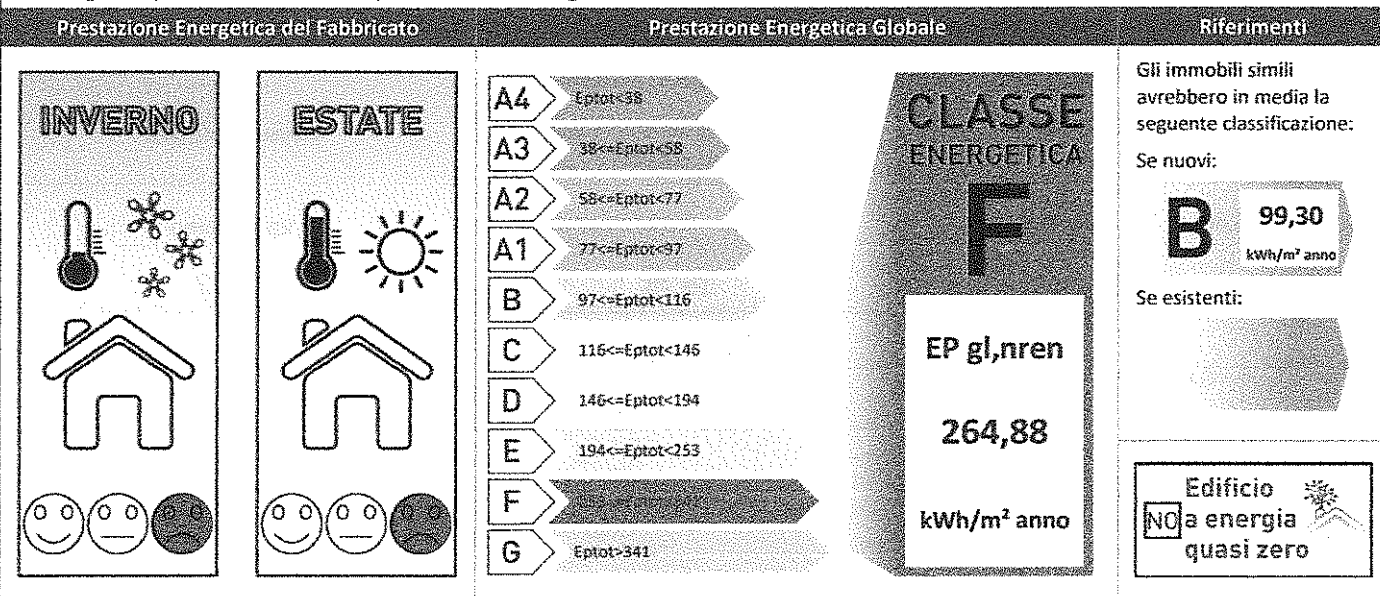 Prestazione Energetica del Fabbricato
Prestazione Energetica Globale
Riferimenti
INVERNO
ESTATE
A4 Eptot<38
A3 38<=Eptot<58
A2 58<=Eptot<77
A1 77<=Eptot<97
B 97<=Eptot<116
C 116<=Eptot<146
D 146<=Eptot<194
E 194<=Eptot<253
F
G Eptot>341
CLASSE
ENERGETICA
F
EP gl,nren
264,88
kWh/m² anno
Gli immobili simili
avrebbero in media la
seguente classificazione:
Se nuovi:
B 99,30
kWh/m² anno
Se esistenti:
Edificio
NO a energia
quasi zero